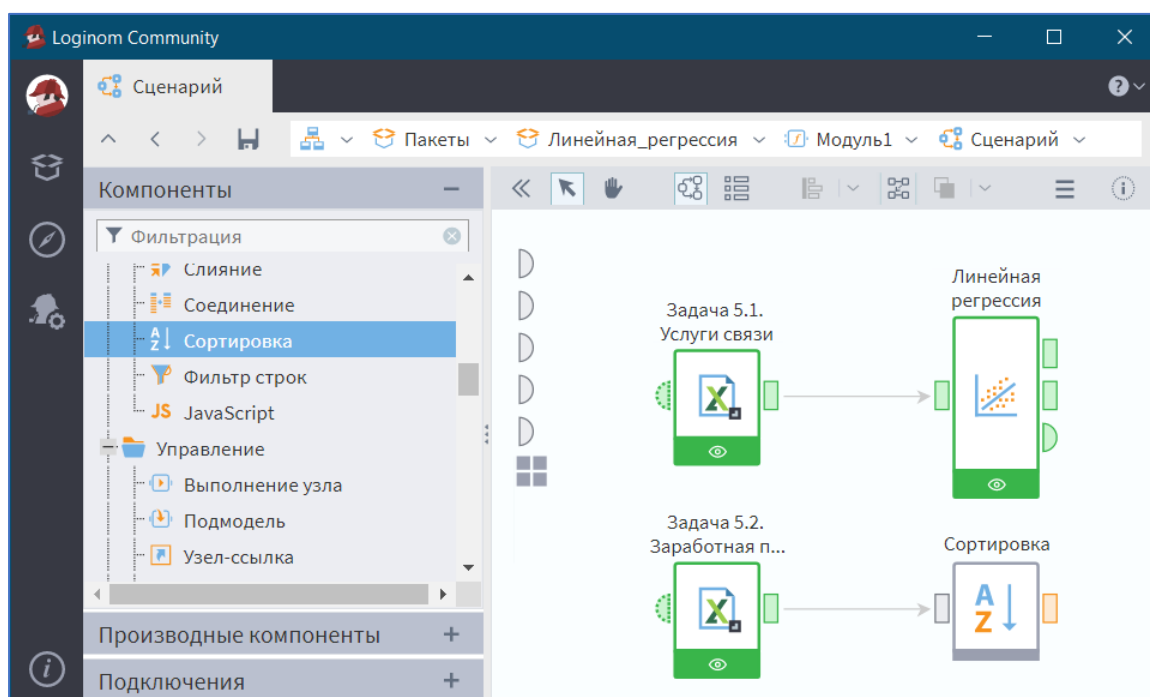 Loginom Community
Сценарий
Пакеты Линейная_регрессия Модуль1 Сценарий
Компоненты
Фильтрация
Слияние
Соединение
Сортировка
Фильтр строк
JS JavaScript
Управление
Выполнение узла
Подмодель
Узел-ссылка
Производные компоненты
Подключения
Задача 5.1.
Услуги связи
Линейная
регрессия
Задача 5.2.
Заработная п...
Сортировка
A
Z